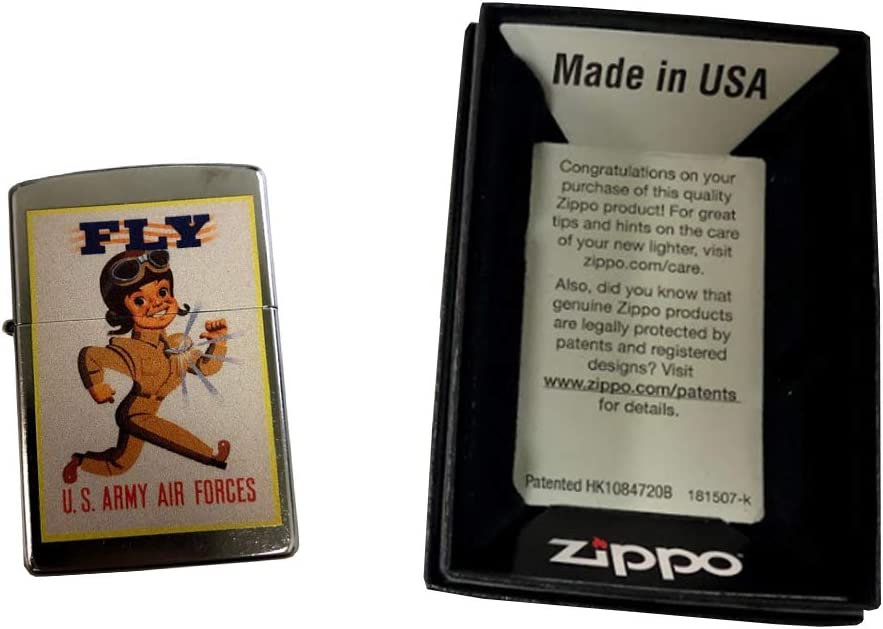 FLY
U.S. ARMY AIR FORCES
Made in USA
Congratulations on your
purchase of this quality
Zippo product! For great
tips and hints on the care
of your new lighter, visit
zippo.com/care.
Also, did you know that
genuine Zippo products
are legally protected by
patents and registered
designs? Visit
www.zippo.com/patents
for details.
Patented HK1084720B 181507-k
zippo